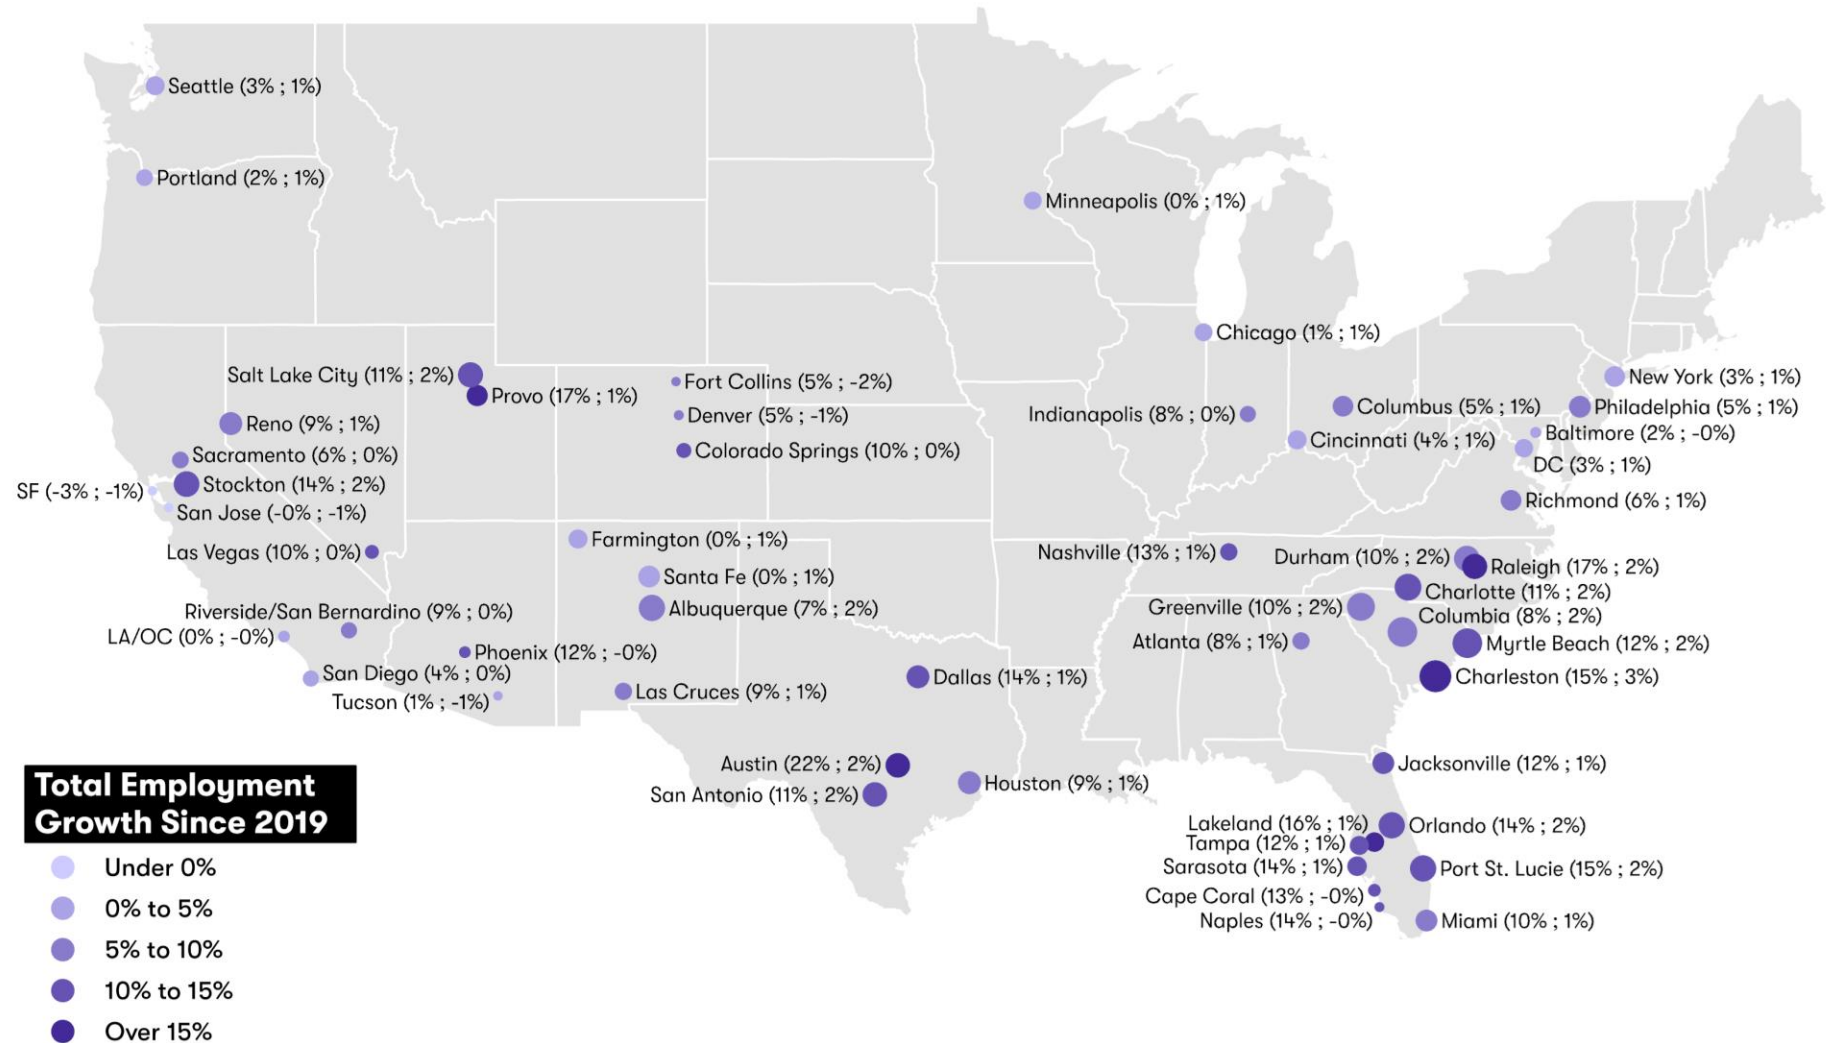 Seattle (3% ; 1%)
Portland (2% ; 1%)
Minneapolis (0% ; 1%)
Chicago (1% ; 1%)
Salt Lake City (11% ; 2%)
Provo (17% ; 1%)
Fort Collins (5% ; -2%)
Denver (5% ; -1%)
Colorado Springs (10% ; 0%)
Reno (9% ; 1%)
Sacramento (6% ; 0%)
Stockton (14% ; 2%)
SF (-3% ; -1%)
San Jose (-0% ; -1%)
Las Vegas (10% ; 0%)
Indianapolis (8% ; 0%)
Columbus (5% ; 1%)
Cincinnati (4% ; 1%)
New York (3% ; 1%)
Philadelphia (5% ; 1%)
Baltimore (2% ; -0%)
DC (3% ; 1%)
Richmond (6% ; 1%)
Farmington (0% ; 1%)
Santa Fe (0% ; 1%)
Albuquerque (7% ; 2%)
Nashville (13% ; 1%)
Durham (10% ; 2%)
Raleigh (17% ; 2%)
Charlotte (11% ; 2%)
Greenville (10% ; 2%)
Columbia (8% ; 2%)
Atlanta (8% ; 1%)
Myrtle Beach (12% ; 2%)
Charleston (15% ; 3%)
Riverside/San Bernardino (9% ; 0%)
LA/OC (0% ; -0%)
Phoenix (12% ; -0%)
San Diego (4% ; 0%)
Tucson (1% ; -1%)
Las Cruces (9% ; 1%)
Dallas (14% ; 1%)
Austin (22% ; 2%)
San Antonio (11% ; 2%)
Houston (9% ; 1%)
Jacksonville (12% ; 1%)
Lakeland (16% ; 1%)
Orlando (14% ; 2%)
Tampa (12% ; 1%)
Sarasota (14% ; 1%)
Port St. Lucie (15% ; 2%)
Cape Coral (13% ; -0%)
Naples (14% ; -0%)
Miami (10% ; 1%)
Total Employment
Growth Since 2019
Under 0%
0% to 5%
5% to 10%
10% to 15%
Over 15%